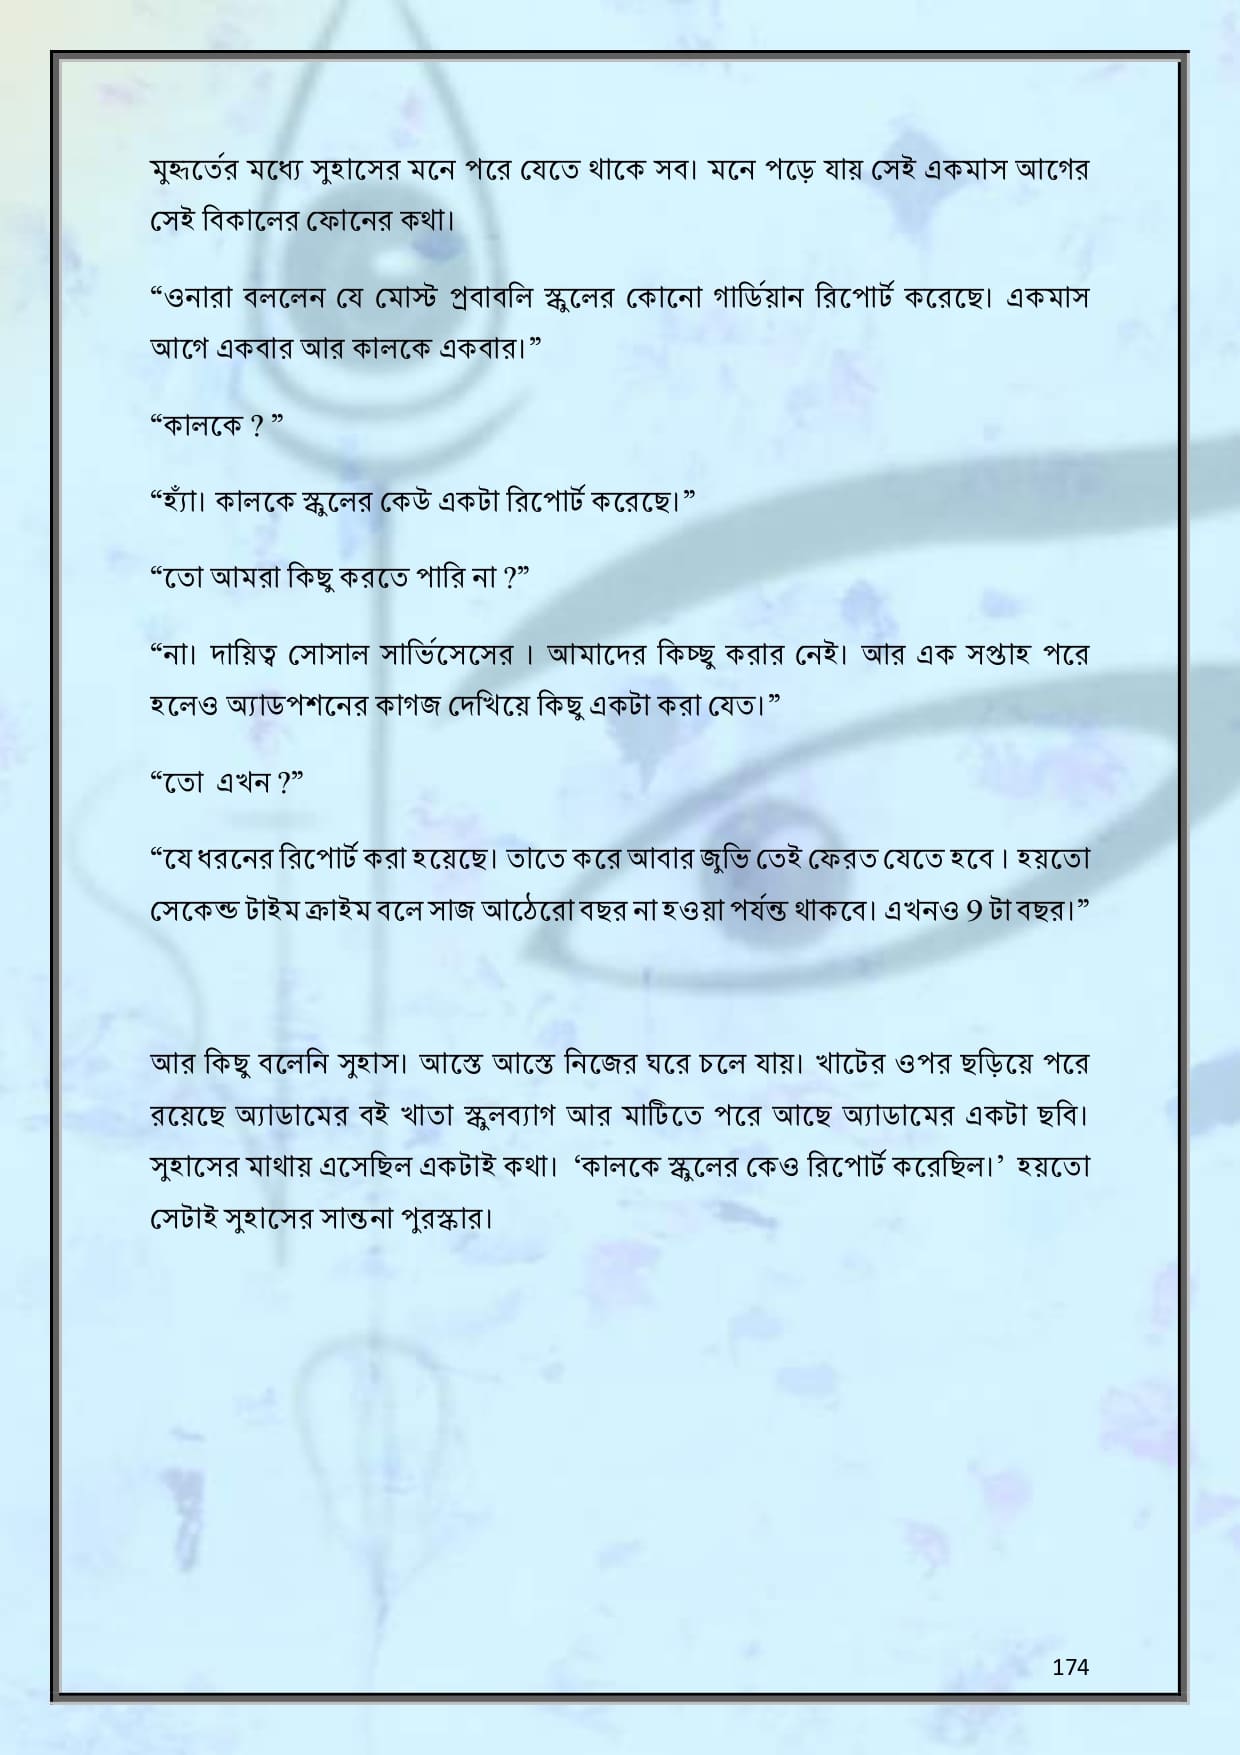 মুহূর্তের মধ্যে সুহাসের মনে পরে যেতে থাকে সব। মনে পড়ে যায় সেই একমাস আগের
সেই বিকালের ফোনের কথা।
“ওনারা বললেন যে মোস্ট প্রবাবলি স্কুলের কোনো গার্ডিয়ান রিপোর্ট করেছে। একমাস
আগে একবার আর কালকে একবার।”
“কালকে ? ”
“হ্যাঁ। কালকে স্কুলের কেউ একটা রিপোর্ট করেছে।”
“তো আমরা কিছু করতে পারি না ?”
“না। দায়িত্ব সোসাল সার্ভিসেসের । আমাদের কিচ্ছু করার নেই। আর এক সপ্তাহ পরে
হলেও অ্যাডপশনের কাগজ দেখিয়ে কিছু একটা করা যেত।”
“তো এখন ?”
“যে ধরনের রিপোর্ট করা হয়েছে। তাতে করে আবার জুভি তেই ফেরত যেতে হবে । হয়তো
সেকেন্ড টাইম ক্রাইম বলে সাজ আঠেরো বছর না হওয়া পর্যন্ত থাকবে। এখনও 9 টা বছর।”
আর কিছু বলেনি সুহাস। আস্তে আস্তে নিজের ঘরে চলে যায়। খাটের ওপর ছড়িয়ে পরে
রয়েছে অ্যাডামের বই খাতা স্কুলব্যাগ আর মাটিতে পরে আছে অ্যাডামের একটা ছবি।
সুহাসের মাথায় এসেছিল একটাই কথা। ‘কালকে স্কুলের কেও রিপোর্ট করেছিল।’ হয়তো
সেটাই সুহাসের সান্তনা পুরস্কার।
174